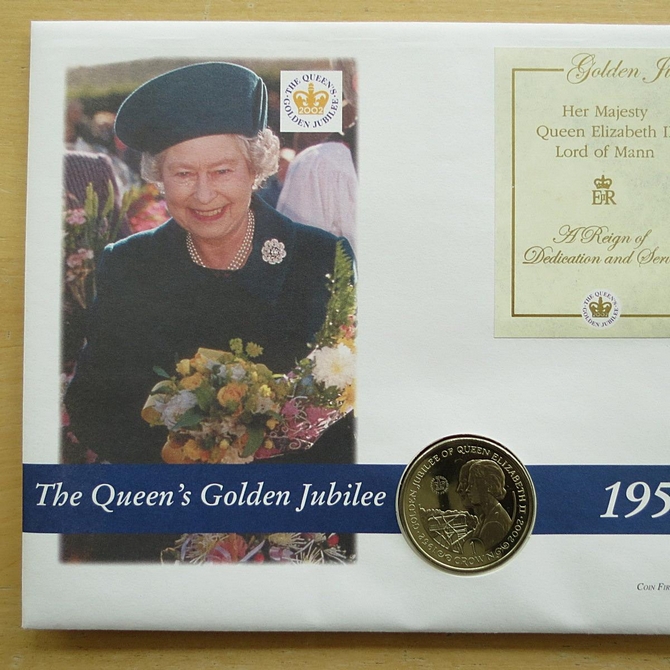 THE QUEEN'S GOLDEN JUBILEE
2002
Golden Ju
Her Majesty
Queen Elizabeth II
Lord of Mann
EIIR
A Reign of
Dedication and Serv
THE QUEEN'S GOLDEN JUBILEE
The Queen's Golden Jubilee
GOLDEN JUBILEE OF QUEEN ELIZABETH II · 2002
CROWN
195
COIN FIR